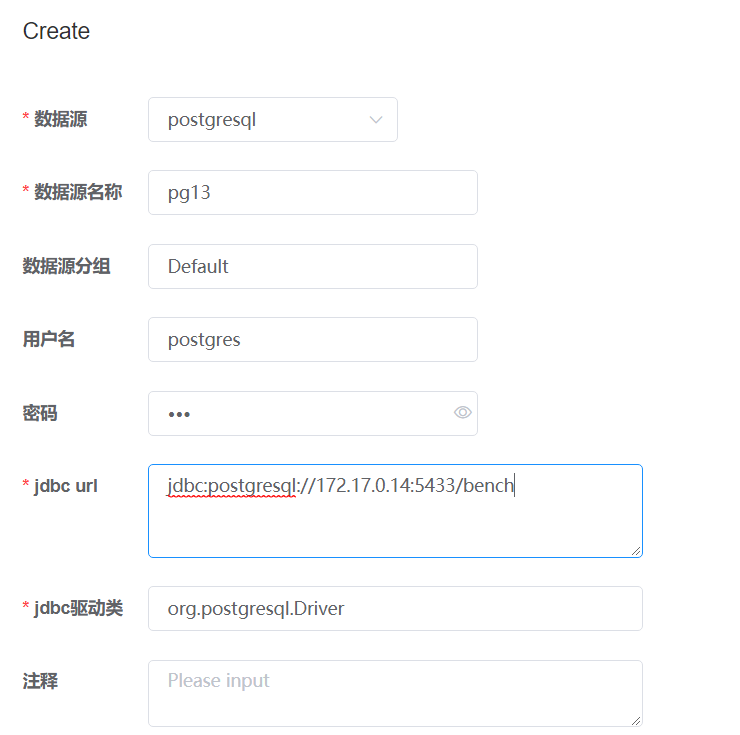 Create
* 数据源 postgresql
* 数据源名称 pg13
数据源分组 Default
用户名 postgres
密码 •••
* jdbc url jdbc:postgresql://172.17.0.14:5433/bench
* jdbc驱动类 org.postgresql.Driver
注释 Please input